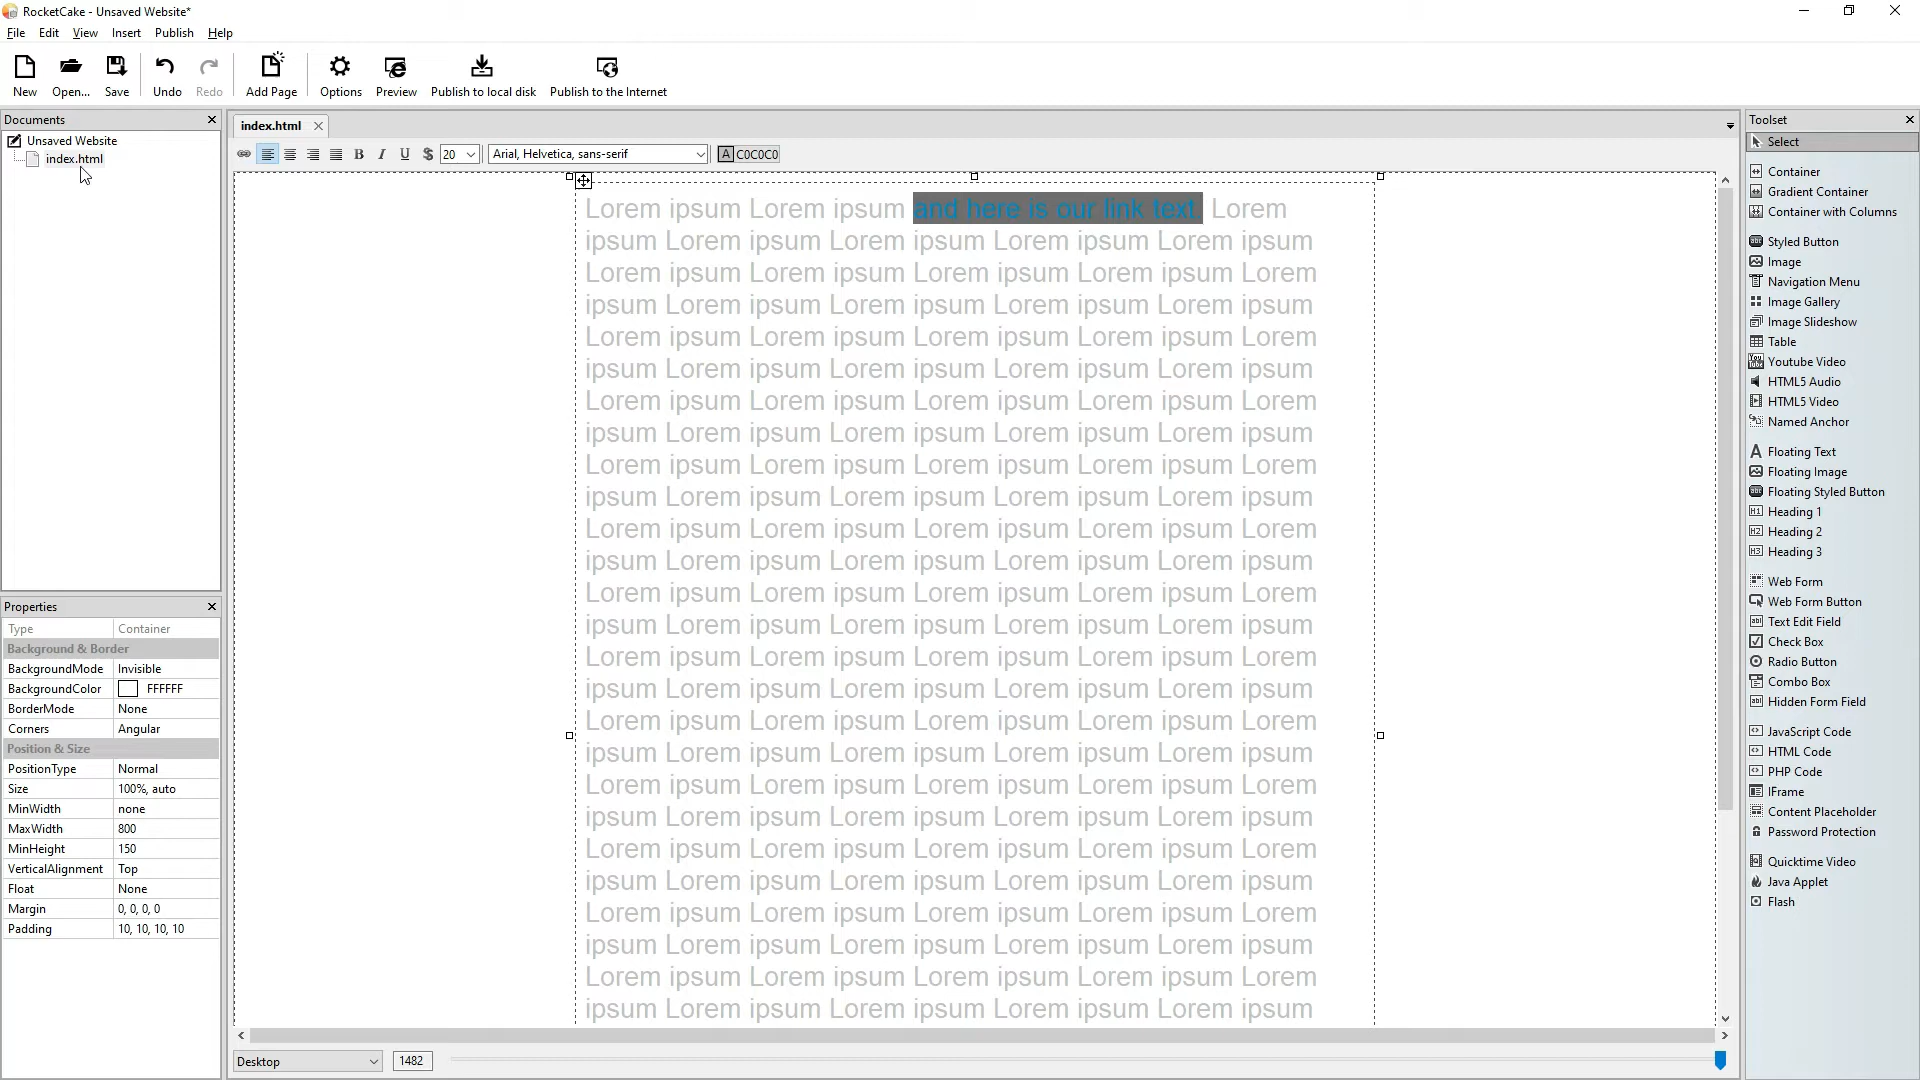 RocketCake - Unsaved Website*
File Edit View Insert Publish Help
New Open... Save Undo Redo Add Page Options Preview Publish to local disk Publish to the Internet
Documents
Unsaved Website
index.html
Properties
Type Container
Background & Border
BackgroundMode Invisible
BackgroundColor FFFFFF
BorderMode None
Corners Angular
Position & Size
PositionType Normal
Size 100%, auto
MinWidth none
MaxWidth 800
MinHeight 150
VerticalAlignment Top
Float None
Margin 0, 0, 0, 0
Padding 10, 10, 10, 10
index.html
B I U $ 20 Arial, Helvetica, sans-serif A C0C0C0
Lorem ipsum Lorem ipsum and here is our link text. Lorem
ipsum Lorem ipsum Lorem ipsum Lorem ipsum Lorem ipsum
Lorem ipsum Lorem ipsum Lorem ipsum Lorem ipsum Lorem
ipsum Lorem ipsum Lorem ipsum Lorem ipsum Lorem ipsum
Lorem ipsum Lorem ipsum Lorem ipsum Lorem ipsum Lorem
ipsum Lorem ipsum Lorem ipsum Lorem ipsum Lorem ipsum
Lorem ipsum Lorem ipsum Lorem ipsum Lorem ipsum Lorem
ipsum Lorem ipsum Lorem ipsum Lorem ipsum Lorem ipsum
Lorem ipsum Lorem ipsum Lorem ipsum Lorem ipsum Lorem
ipsum Lorem ipsum Lorem ipsum Lorem ipsum Lorem ipsum
Lorem ipsum Lorem ipsum Lorem ipsum Lorem ipsum Lorem
ipsum Lorem ipsum Lorem ipsum Lorem ipsum Lorem ipsum
Lorem ipsum Lorem ipsum Lorem ipsum Lorem ipsum Lorem
ipsum Lorem ipsum Lorem ipsum Lorem ipsum Lorem ipsum
Lorem ipsum Lorem ipsum Lorem ipsum Lorem ipsum Lorem
ipsum Lorem ipsum Lorem ipsum Lorem ipsum Lorem ipsum
Lorem ipsum Lorem ipsum Lorem ipsum Lorem ipsum Lorem
ipsum Lorem ipsum Lorem ipsum Lorem ipsum Lorem ipsum
Lorem ipsum Lorem ipsum Lorem ipsum Lorem ipsum Lorem
ipsum Lorem ipsum Lorem ipsum Lorem ipsum Lorem ipsum
Lorem ipsum Lorem ipsum Lorem ipsum Lorem ipsum Lorem
ipsum Lorem ipsum Lorem ipsum Lorem ipsum Lorem ipsum
Lorem ipsum Lorem ipsum Lorem ipsum Lorem ipsum Lorem
ipsum Lorem ipsum Lorem ipsum Lorem ipsum Lorem ipsum
Lorem ipsum Lorem ipsum Lorem ipsum Lorem ipsum Lorem
ipsum Lorem ipsum Lorem ipsum Lorem ipsum Lorem ipsum
Desktop 1482
Toolset
Select
Container
Gradient Container
Container with Columns
Styled Button
Image
Navigation Menu
Image Gallery
Image Slideshow
Table
Youtube Video
HTML5 Audio
HTML5 Video
Named Anchor
Floating Text
Floating Image
Floating Styled Button
Heading 1
Heading 2
Heading 3
Web Form
Web Form Button
Text Edit Field
Check Box
Radio Button
Combo Box
Hidden Form Field
JavaScript Code
HTML Code
PHP Code
IFrame
Content Placeholder
Password Protection
Quicktime Video
Java Applet
Flash